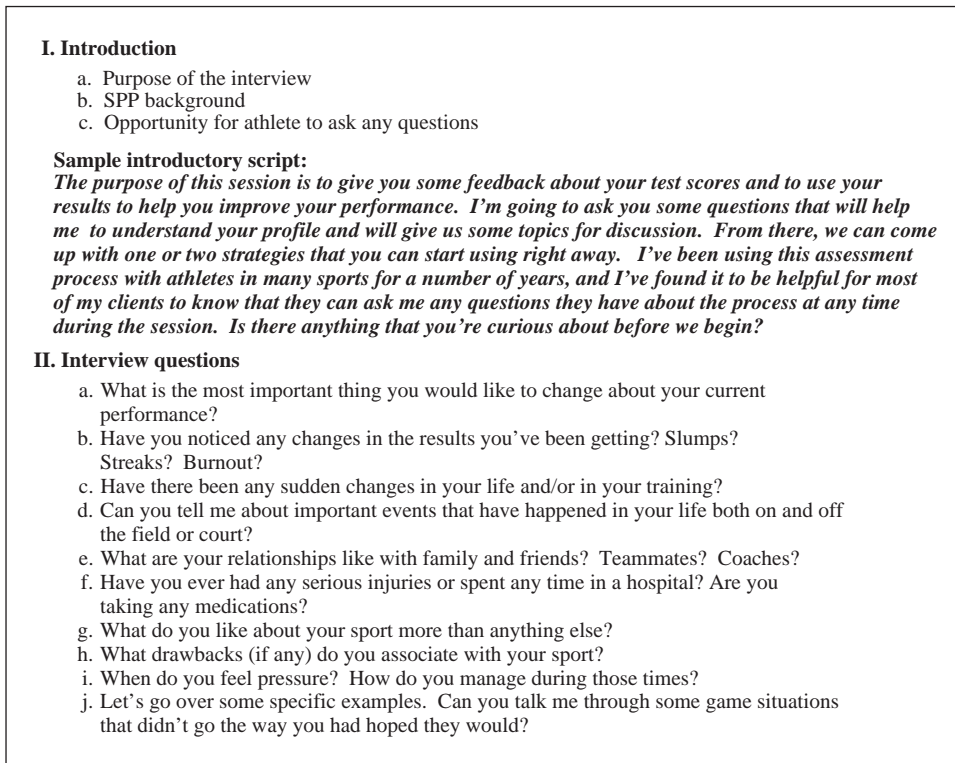 I. Introduction
a. Purpose of the interview
b. SPP background
c. Opportunity for athlete to ask any questions
Sample introductory script:
The purpose of this session is to give you some feedback about your test scores and to use your
results to help you improve your performance. I'm going to ask you some questions that will help
me to understand your profile and will give us some topics for discussion. From there, we can come
up with one or two strategies that you can start using right away. I've been using this assessment
process with athletes in many sports for a number of years, and I've found it to be helpful for most
of my clients to know that they can ask me any questions they have about the process at any time
during the session. Is there anything that you're curious about before we begin?
II. Interview questions
a. What is the most important thing you would like to change about your current
performance?
b. Have you noticed any changes in the results you've been getting? Slumps?
Streaks? Burnout?
c. Have there been any sudden changes in your life and/or in your training?
d. Can you tell me about important events that have happened in your life both on and off
the field or court?
e. What are your relationships like with family and friends? Teammates? Coaches?
f. Have you ever had any serious injuries or spent any time in a hospital? Are you
taking any medications?
g. What do you like about your sport more than anything else?
h. What drawbacks (if any) do you associate with your sport?
i. When do you feel pressure? How do you manage during those times?
j. Let's go over some specific examples. Can you talk me through some game situations
that didn't go the way you had hoped they would?